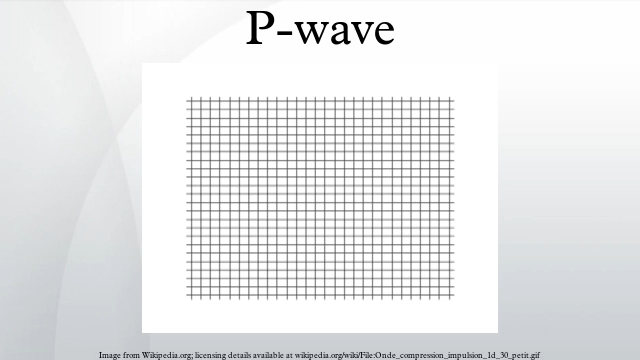 P-wave
Image from Wikipedia.org; licensing details available at wikipedia.org/wiki/File:Onde_compression_impulsion_1d_30_petit.gif